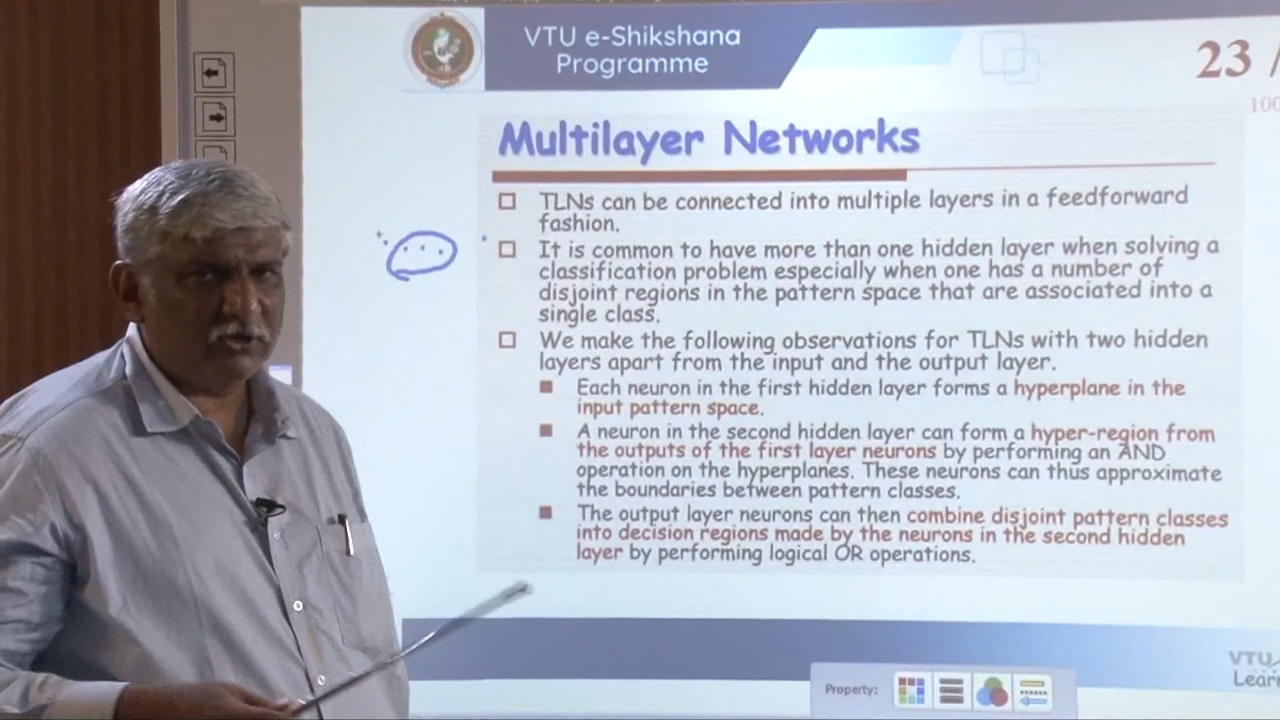 VTU e-Shikshana
Programme
23 /
100
Multilayer Networks
TLNs can be connected into multiple layers in a feedforward
fashion.
It is common to have more than one hidden layer when solving a
classification problem especially when one has a number of
disjoint regions in the pattern space that are associated into a
single class.
We make the following observations for TLNs with two hidden
layers apart from the input and the output layer.
Each neuron in the first hidden layer forms a hyperplane in the
input pattern space.
A neuron in the second hidden layer can form a hyper-region from
the outputs of the first layer neurons by performing an AND
operation on the hyperplanes. These neurons can thus approximate
the boundaries between pattern classes.
The output layer neurons can then combine disjoint pattern classes
into decision regions made by the neurons in the second hidden
layer by performing logical OR operations.
VTU
Lear
Property: